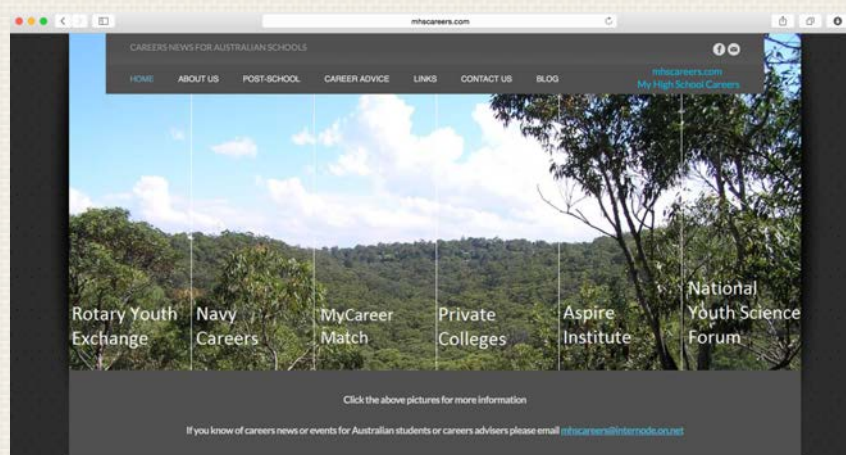 mhscareers.com
CAREERS NEWS FOR AUSTRALIAN SCHOOLS
HOME ABOUT US POST-SCHOOL CAREER ADVICE LINKS CONTACT US BLOG
mhscareers.com
My High School Careers
Rotary Youth
Exchange
Navy
Careers
MyCareer
Match
Private
Colleges
Aspire
Institute
National
Youth Science
Forum
Click the above pictures for more information
If you know of careers news or events for Australian students or careers advisers please email mhscareers@internode.on.net